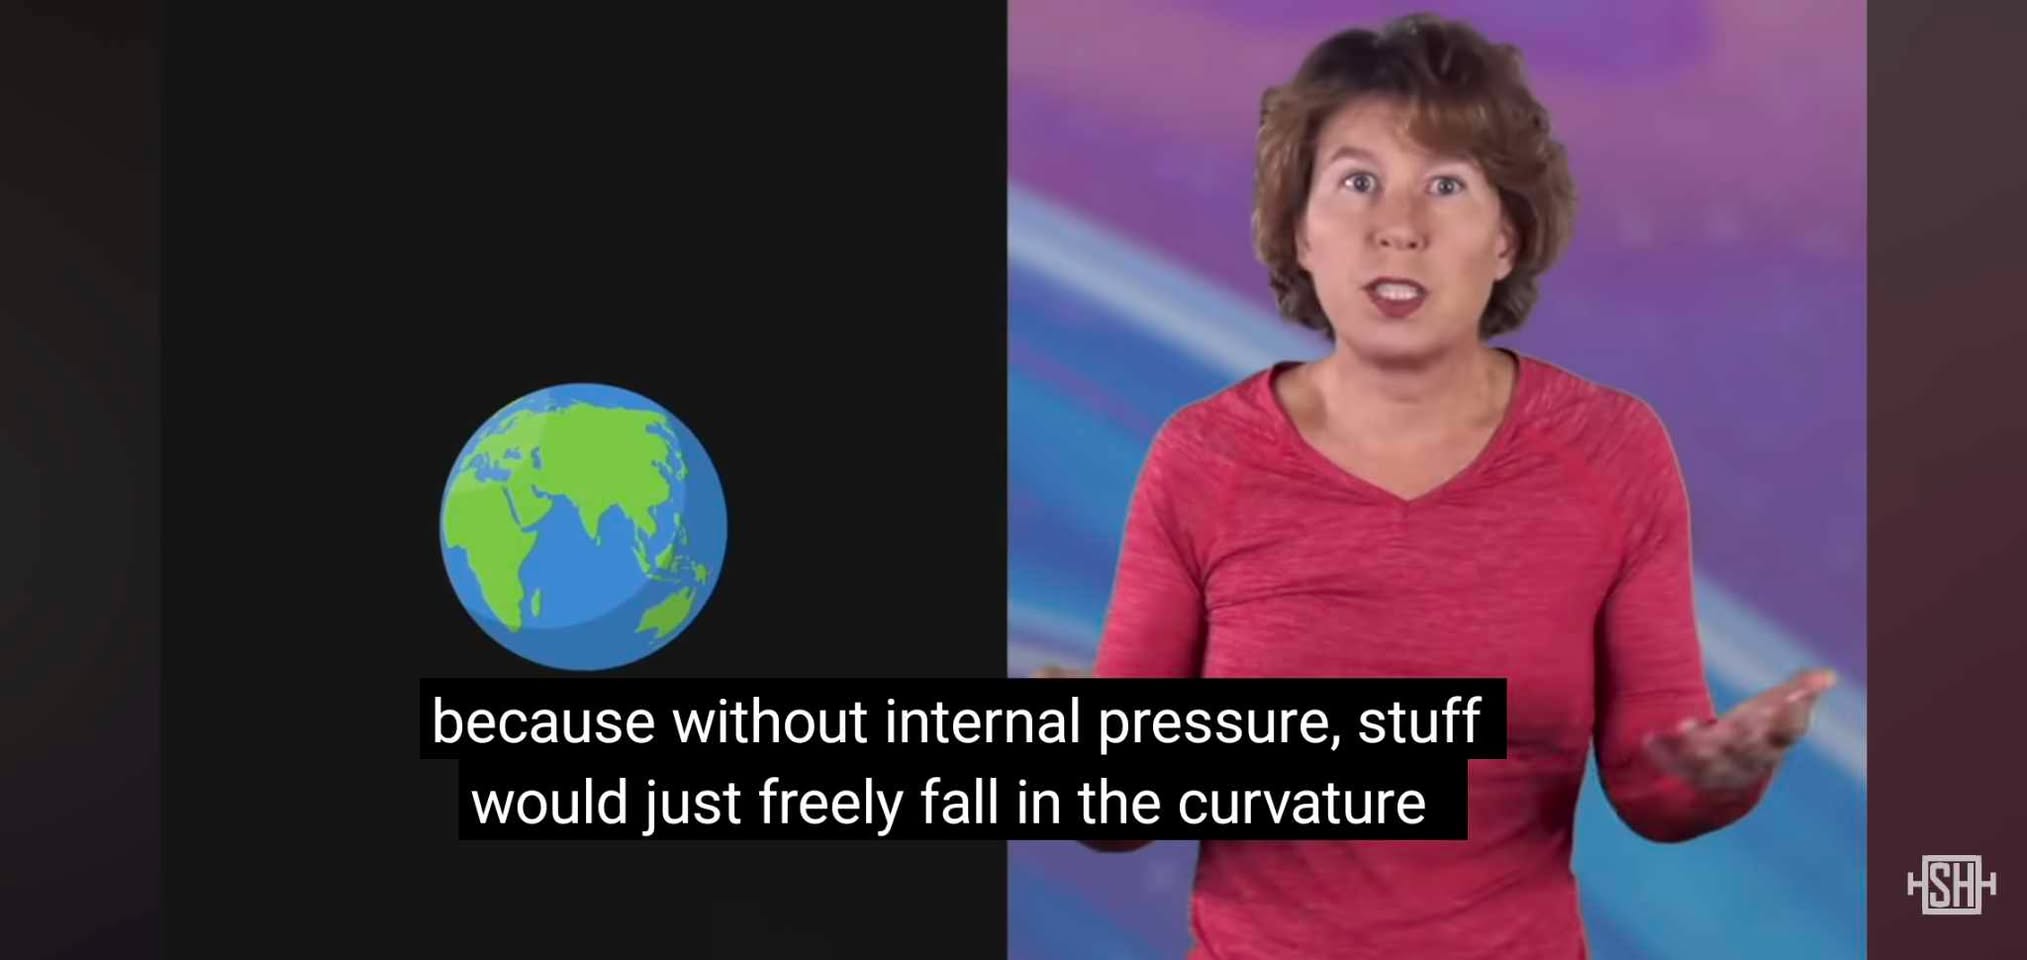 because without internal pressure, stuff
would just freely fall in the curvature
SH